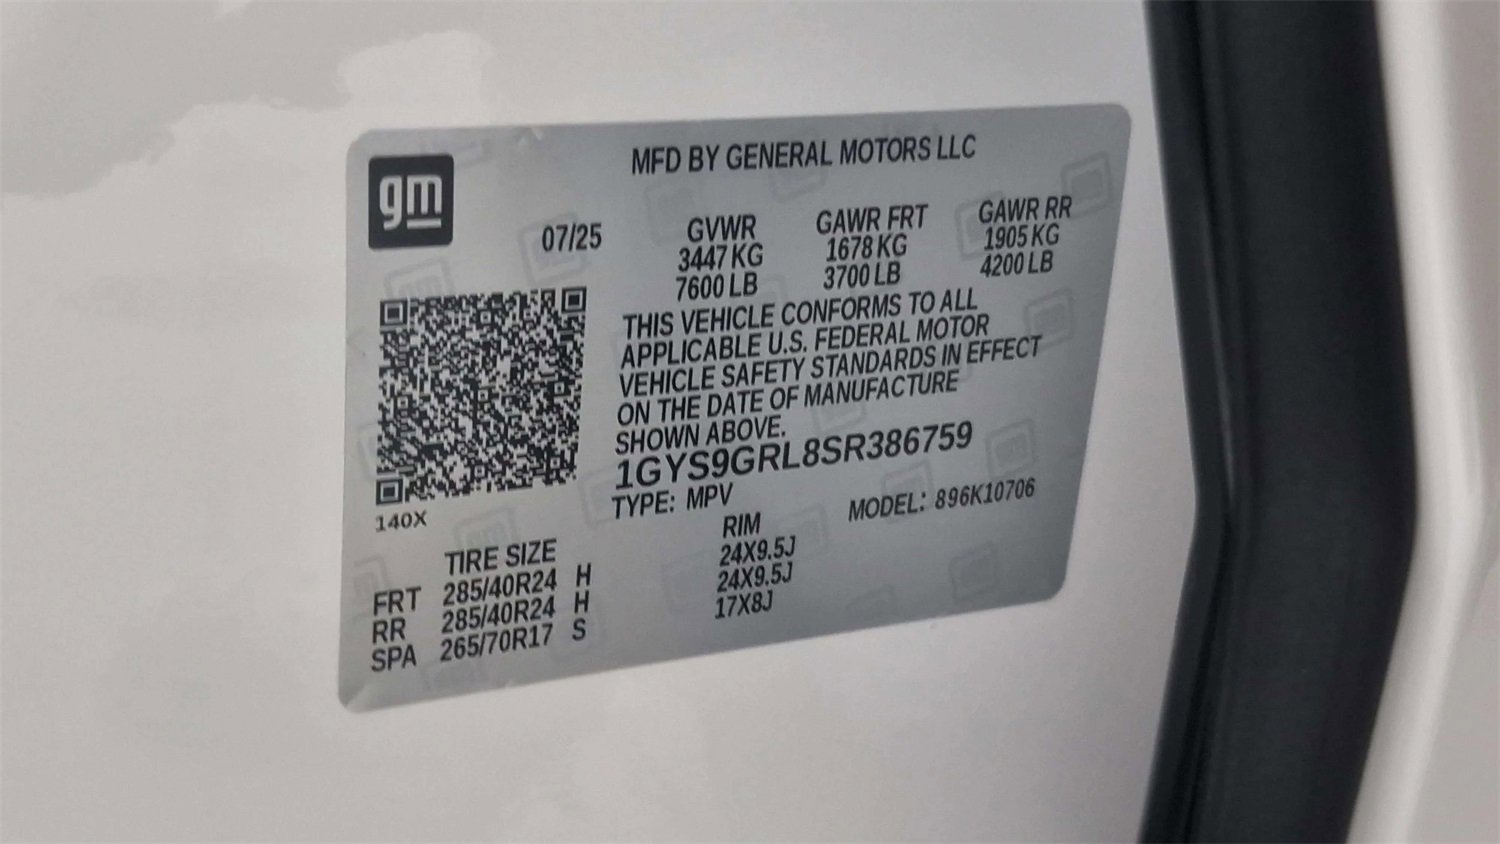 gm
MFD BY GENERAL MOTORS LLC
07/25
GVWR GAWR FRT GAWR RR
3447 KG 1678 KG 1905 KG
7600 LB 3700 LB 4200 LB
THIS VEHICLE CONFORMS TO ALL
APPLICABLE U.S. FEDERAL MOTOR
VEHICLE SAFETY STANDARDS IN EFFECT
ON THE DATE OF MANUFACTURE
SHOWN ABOVE.
1GYS9GRL8SR386759
TYPE: MPV MODEL: 896K10706
140X
TIRE SIZE RIM
FRT 285/40R24 H 24X9.5J
RR 285/40R24 H 24X9.5J
SPA 265/70R17 S 17X8J